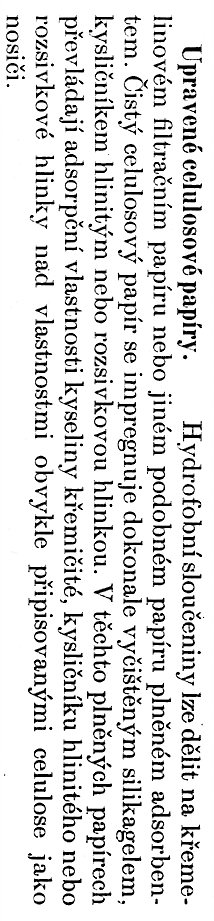 Upravené celulosové papíry. Hydrofobní sloučeniny lze dělit na křeme-
linovém filtračním papíru nebo jiném podobném papíru plněném adsorben-
tem. Čistý celulosový papír se impregnuje dokonale vyčištěným silikagelem,
kysličníkem hlinitým nebo rozsivkovou hlinkou. V těchto plněných papírech
převládají adsorpční vlastnosti kyseliny křemičité, kysličníku hlinitého nebo
rozsivkové hlinky nad vlastnostmi obvykle připisovanými celulose jako
nosiči.